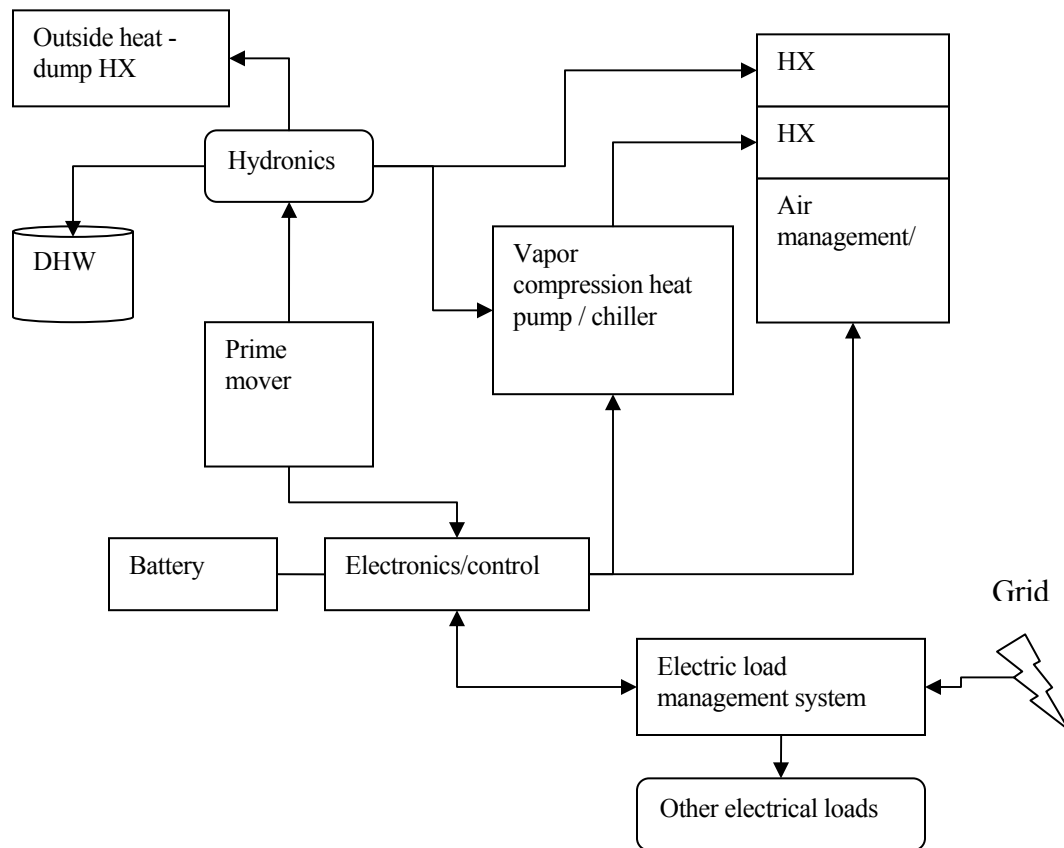 Outside heat -
dump HX
HX
HX
Hydronics
Air
management/
DHW
Vapor
compression heat
pump / chiller
Prime
mover
Battery
Electronics/control
Grid
Electric load
management system
Other electrical loads